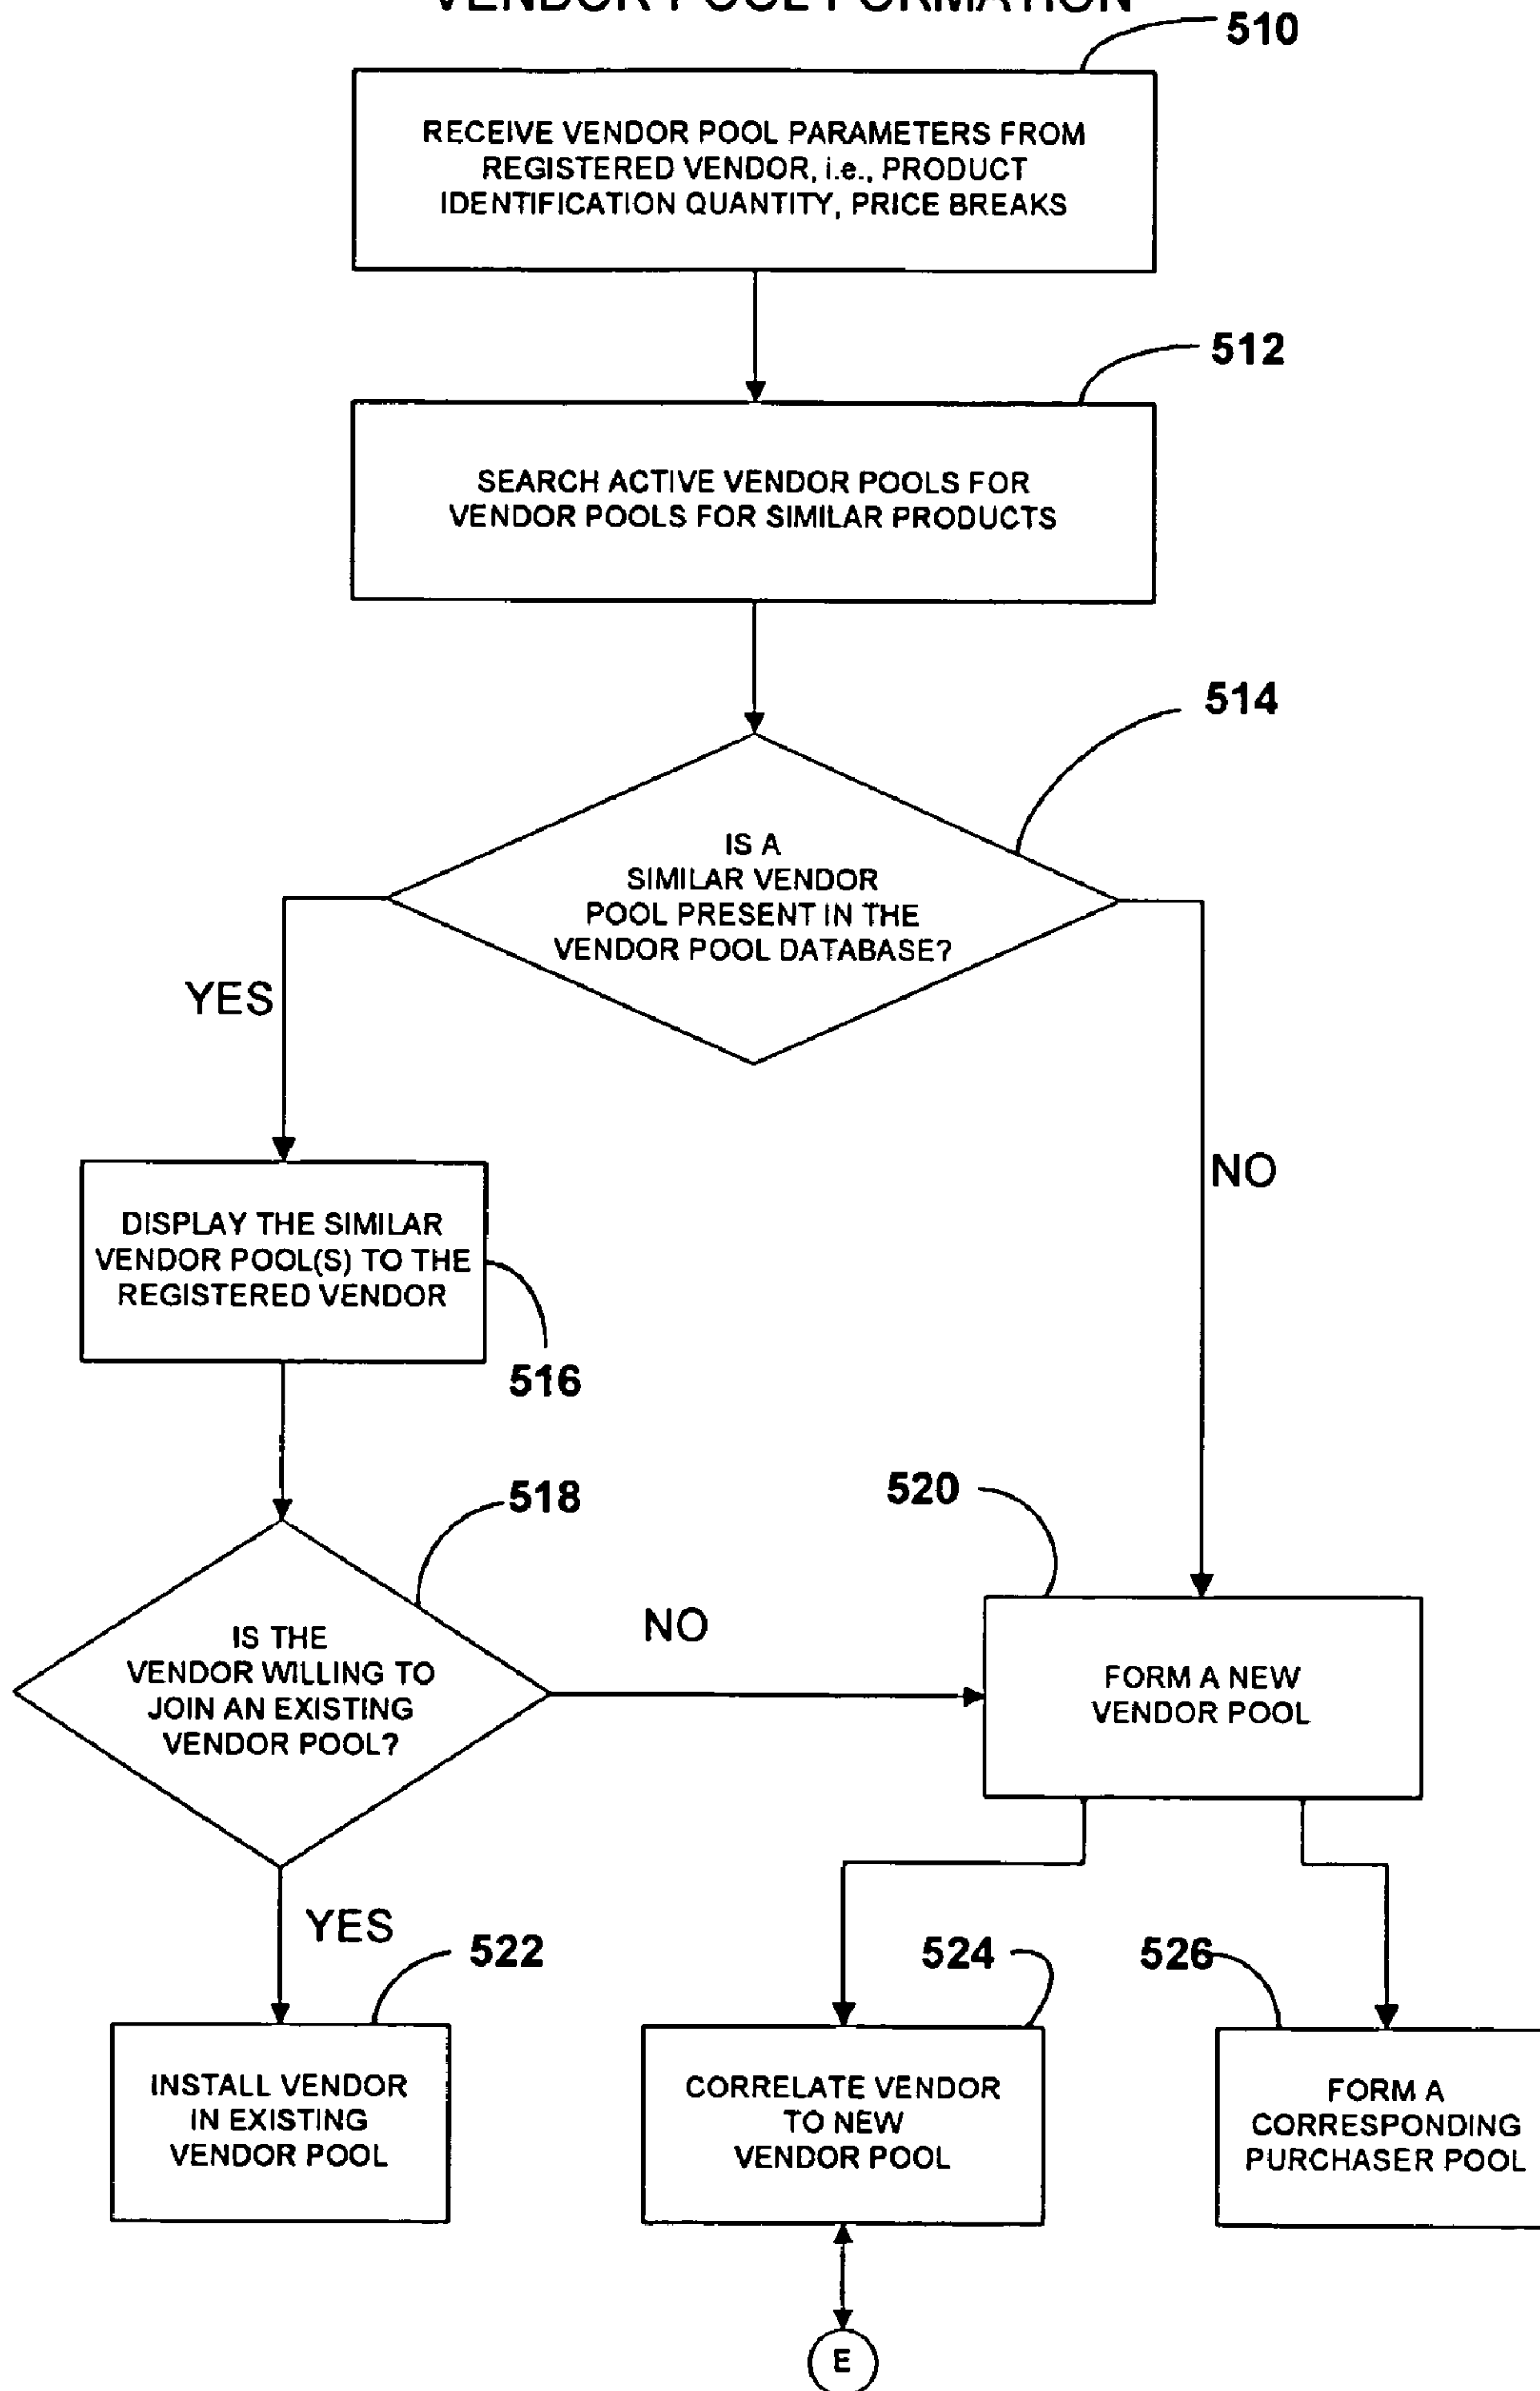 VENDOR POOL FORMATION
510
RECEIVE VENDOR POOL PARAMETERS FROM
REGISTERED VENDOR, i.e., PRODUCT
IDENTIFICATION QUANTITY, PRICE BREAKS
512
SEARCH ACTIVE VENDOR POOLS FOR
VENDOR POOLS FOR SIMILAR PRODUCTS
514
IS A
SIMILAR VENDOR
POOL PRESENT IN THE
VENDOR POOL DATABASE?
YES
NO
DISPLAY THE SIMILAR
VENDOR POOL(S) TO THE
REGISTERED VENDOR
516
518
IS THE
VENDOR WILLING TO
JOIN AN EXISTING
VENDOR POOL?
NO
520
FORM A NEW
VENDOR POOL
YES
522
INSTALL VENDOR
IN EXISTING
VENDOR POOL
524
CORRELATE VENDOR
TO NEW
VENDOR POOL
526
FORM A
CORRESPONDING
PURCHASER POOL
E